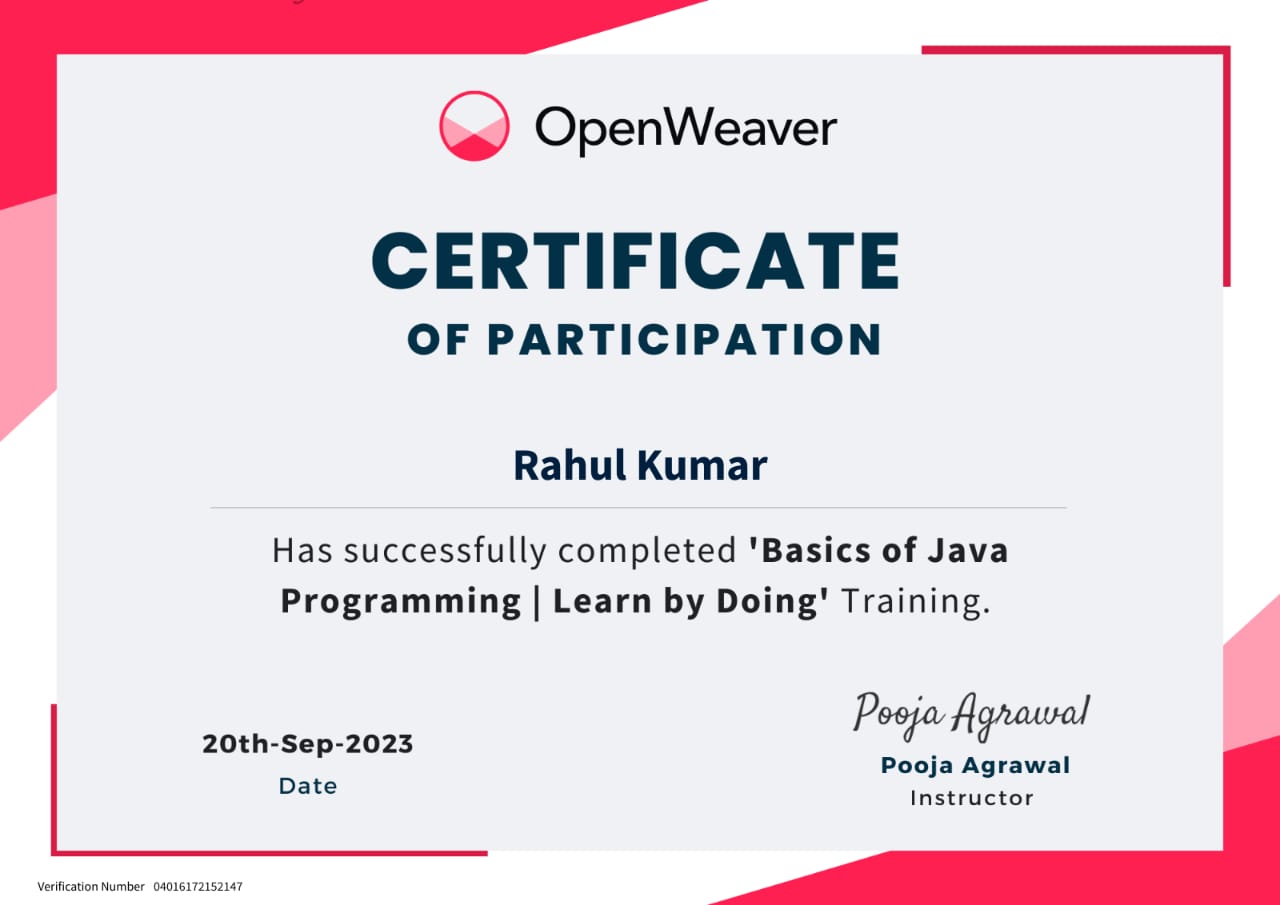 OpenWeaver
CERTIFICATE
OF PARTICIPATION
Rahul Kumar
Has successfully completed 'Basics of Java
Programming | Learn by Doing' Training.
Pooja Agrawal
20th-Sep-2023
Pooja Agrawal
Date
Instructor
Verification Number 04016172152147